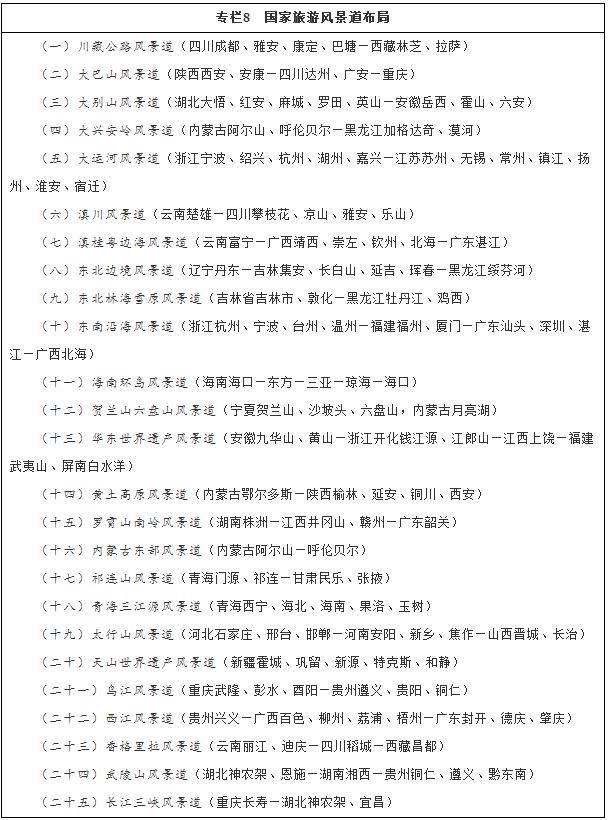 专栏8　国家旅游风景道布局
（一）川藏公路风景道（四川成都、雅安、康定、巴塘－西藏林芝、拉萨）
（二）大巴山风景道（陕西西安、安康－四川达州、广安－重庆）
（三）大别山风景道（湖北大悟、红安、麻城、罗田、英山－安徽岳西、霍山、六安）
（四）大兴安岭风景道（内蒙古阿尔山、呼伦贝尔－黑龙江加格达奇、漠河）
（五）大运河风景道（浙江宁波、绍兴、杭州、湖州、嘉兴－江苏苏州、无锡、常州、镇江、扬
州、淮安、宿迁）
（六）滇川风景道（云南楚雄－四川攀枝花、凉山、雅安、乐山）
（七）滇桂粤边海风景道（云南富宁－广西靖西、崇左、钦州、北海－广东湛江）
（八）东北边境风景道（辽宁丹东－吉林集安、长白山、延吉、珲春－黑龙江绥芬河）
（九）东北林海雪原风景道（吉林省吉林市、敦化－黑龙江牡丹江、鸡西）
（十）东南沿海风景道（浙江杭州、宁波、台州、温州－福建福州、厦门－广东汕头、深圳、湛
江－广西北海）
（十一）海南环岛风景道（海南海口－东方－三亚－琼海－海口）
（十二）贺兰山六盘山风景道（宁夏贺兰山、沙坡头、六盘山，内蒙古月亮湖）
（十三）华东世界遗产风景道（安徽九华山、黄山－浙江开化钱江源、江郎山－江西上饶－福建
武夷山、屏南白水洋）
（十四）黄土高原风景道（内蒙古鄂尔多斯－陕西榆林、延安、铜川、西安）
（十五）罗霄山南岭风景道（湖南株洲－江西井冈山、赣州－广东韶关）
（十六）内蒙古东部风景道（内蒙古阿尔山－呼伦贝尔）
（十七）祁连山风景道（青海门源、祁连－甘肃民乐、张掖）
（十八）青海三江源风景道（青海西宁、海北、海南、果洛、玉树）
（十九）太行山风景道（河北石家庄、邢台、邯郸－河南安阳、新乡、焦作－山西晋城、长治）
（二十）天山世界遗产风景道（新疆霍城、巩留、新源、特克斯、和静）
（二十一）乌江风景道（重庆武隆、彭水、酉阳－贵州遵义、贵阳、铜仁）
（二十二）西江风景道（贵州兴义－广西百色、柳州、荔浦、梧州－广东封开、德庆、肇庆）
（二十三）香格里拉风景道（云南丽江、迪庆－四川稻城－西藏昌都）
（二十四）武陵山风景道（湖北神农架、恩施－湖南湘西－贵州铜仁、遵义、黔东南）
（二十五）长江三峡风景道（重庆长寿－湖北神农架、宜昌）